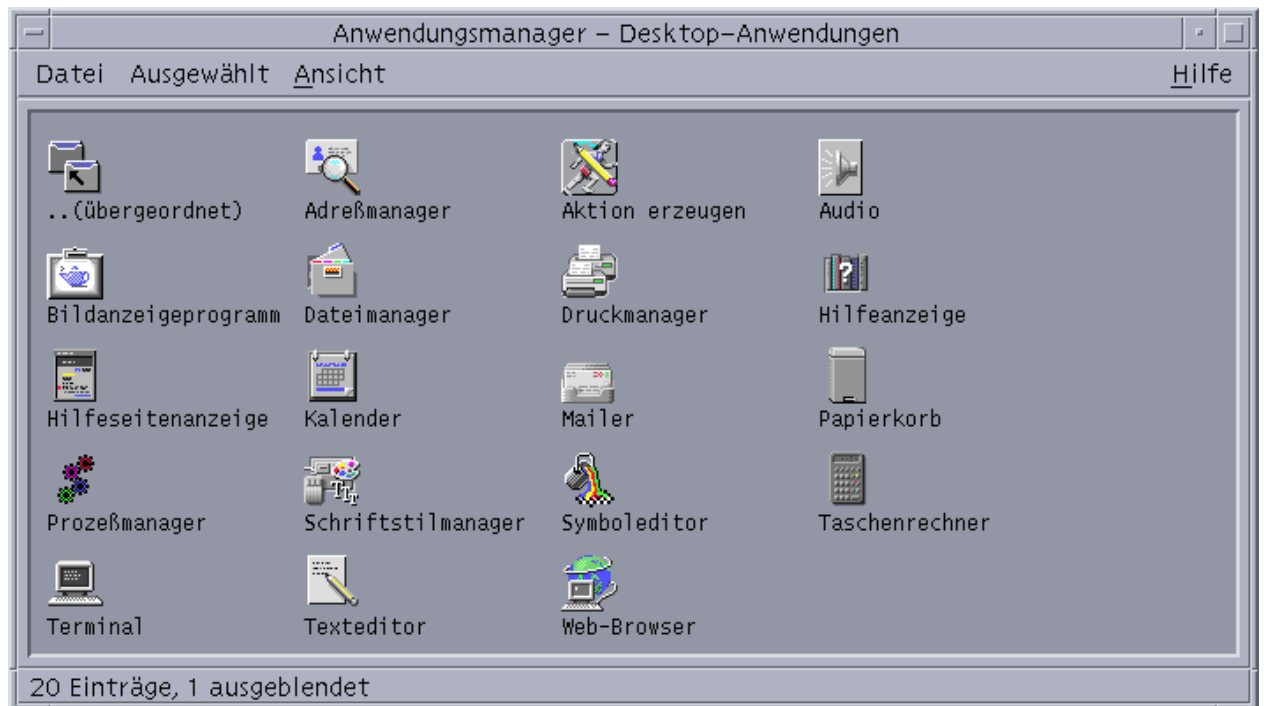 Anwendungsmanager – Desktop-Anwendungen
Datei Ausgewählt Ansicht Hilfe
..(übergeordnet) Adreßmanager Aktion erzeugen Audio
Bildanzeigeprogramm Dateimanager Druckmanager Hilfeanzeige
Hilfeseitenanzeige Kalender Mailer Papierkorb
Prozeßmanager Schriftstilmanager Symboleditor Taschenrechner
Terminal Texteditor Web-Browser
20 Einträge, 1 ausgeblendet